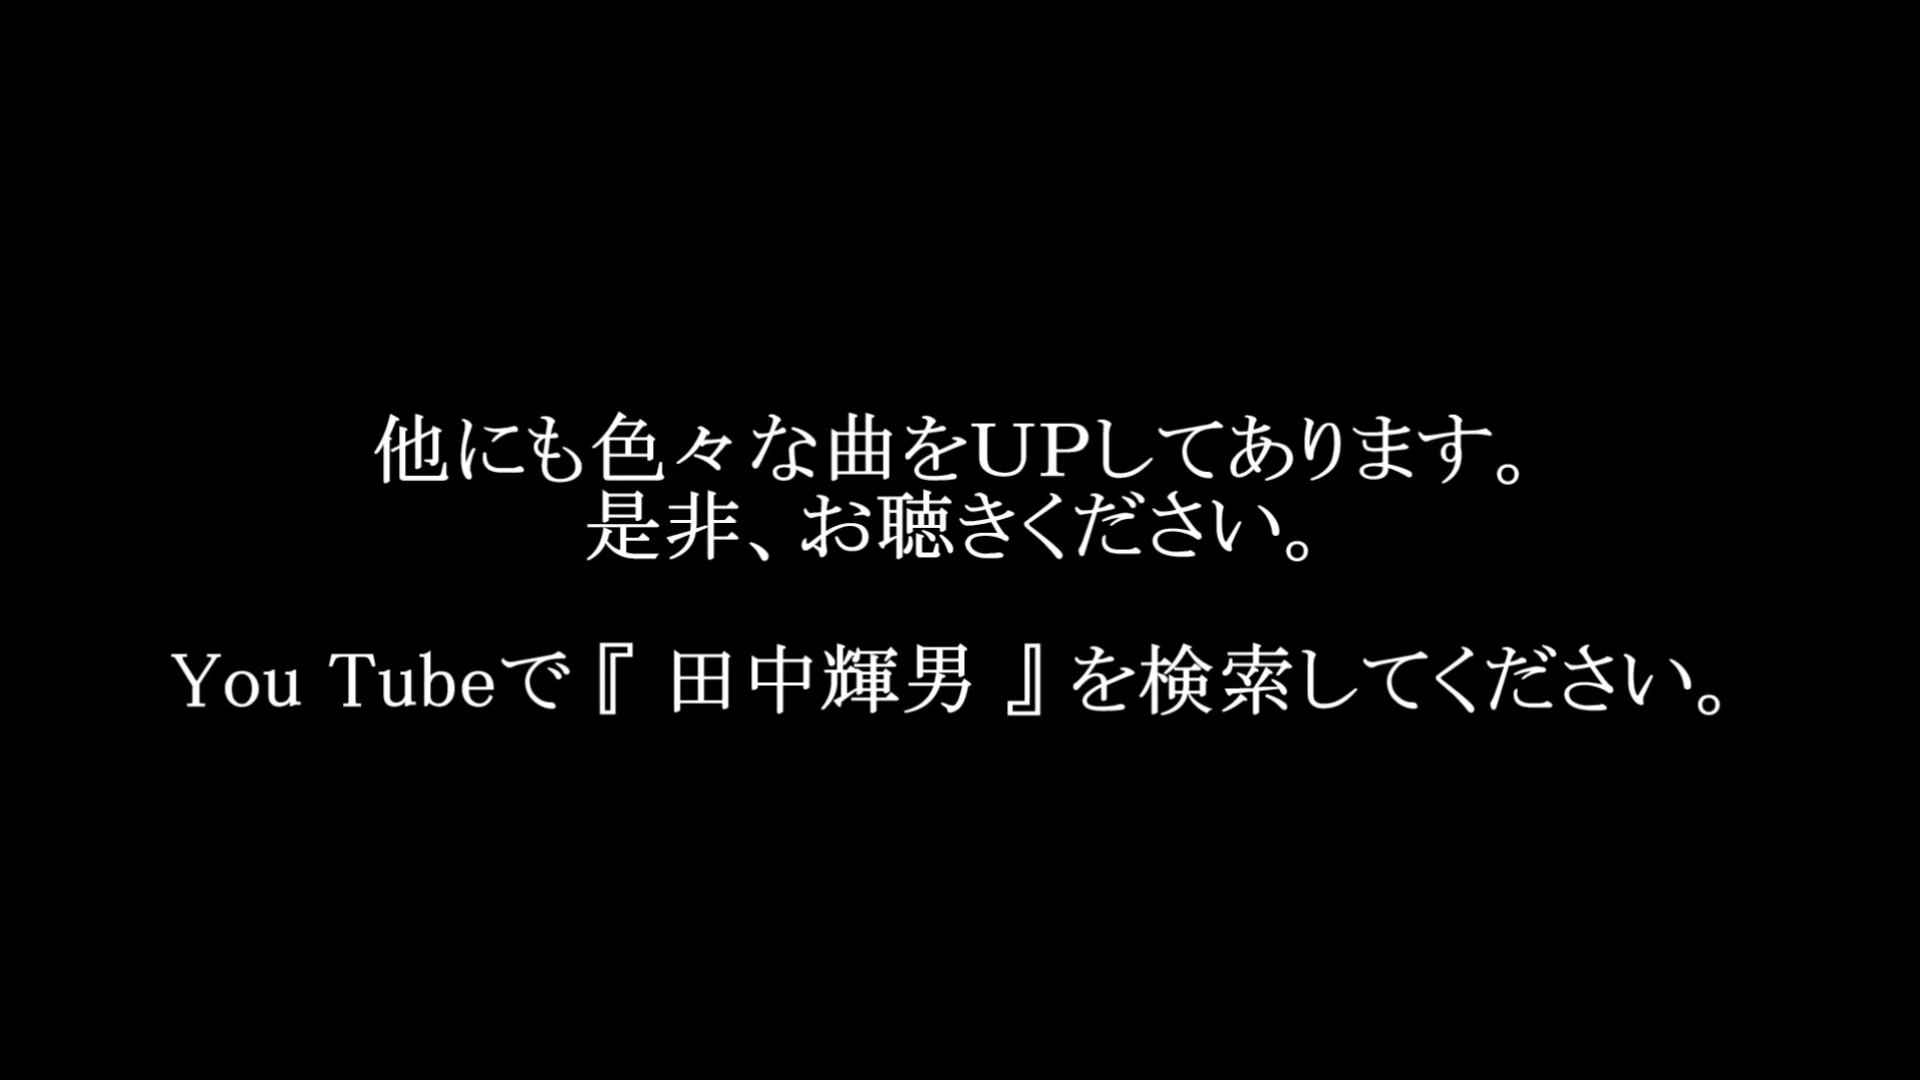 他にも色々な曲をUPしてあります。
是非、お聴きください。
You Tubeで『 田中輝男 』を検索してください。